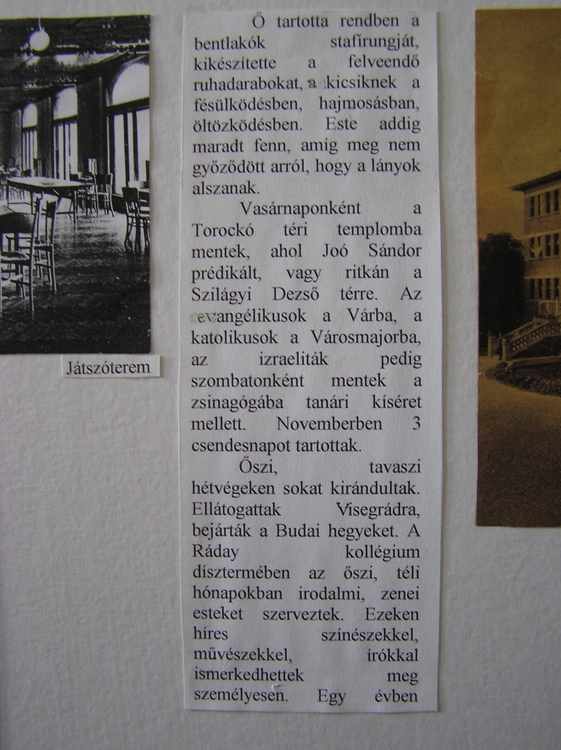 Ő tartotta rendben a
bentlakók stafirungját,
kikészítette a felveendő
ruhadarabokat, a kicsiknek a
fésülködésben, hajmosásban,
öltözködésben. Este addig
maradt fenn, amíg meg nem
győződött arról, hogy a lányok
alszanak.
Vasárnaponként a
Torockó téri templomba
mentek, ahol Joó Sándor
prédikált, vagy ritkán a
Szilágyi Dezső térre. Az
evangélikusok a Várba, a
katolikusok a Városmajorba,
az izraeliták pedig
szombatonként mentek a
zsinagógába tanári kíséret
mellett. Novemberben 3
csendesnapot tartottak.
Őszi, tavaszi
hétvégeken sokat kirándultak.
Ellátogattak Visegrádra,
bejárták a Budai hegyeket. A
Ráday kollégium
dísztermében az őszi, téli
hónapokban irodalmi, zenei
esteket szerveztek. Ezeken
híres színészekkel,
művészekkel, írókkal
ismerkedhettek meg
személyesen. Egy évben
Játszóterem